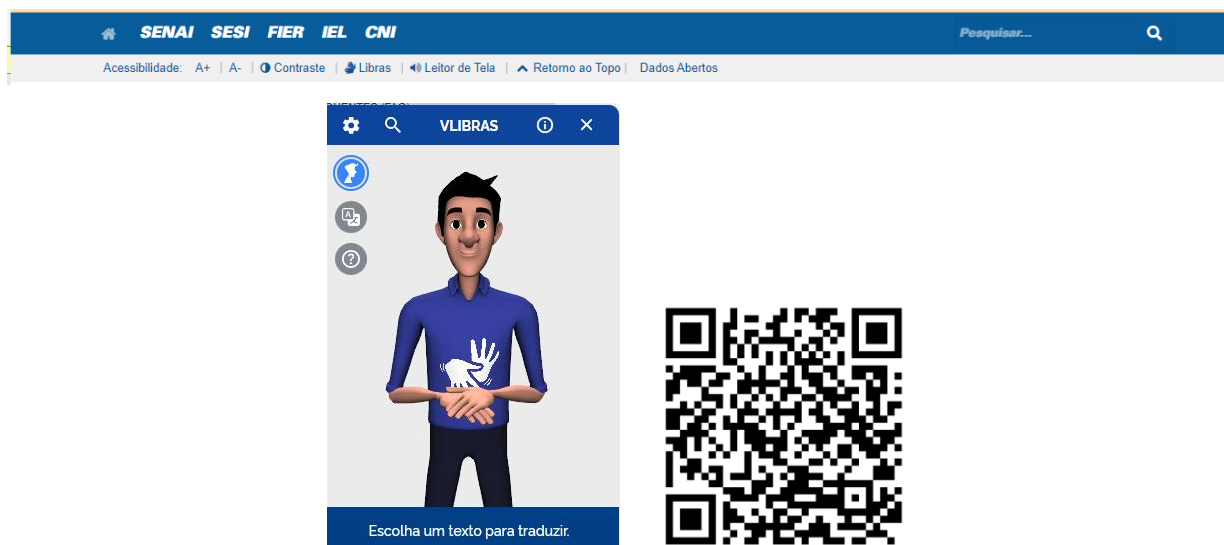 SENAI SESI FIER IEL CNI Pesquisar...
Acessibilidade: A+ | A- | Contraste | Libras | Leitor de Tela | Retorno ao Topo | Dados Abertos
VLIBRAS
Escolha um texto para traduzir.